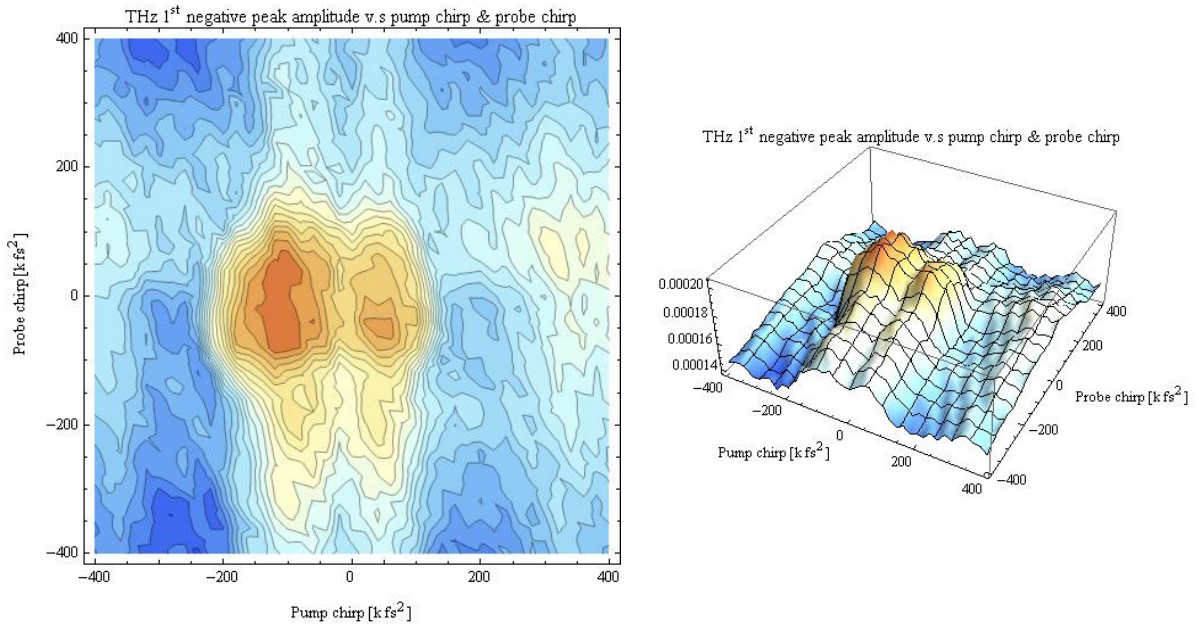 THz 1st negative peak amplitude v.s pump chirp & probe chirp
400
200
0
−200
−400
Probe chirp [k fs²]
−400 −200 0 200 400
Pump chirp [k fs²]
THz 1st negative peak amplitude v.s pump chirp & probe chirp
0.00020
0.00018
0.00016
0.00014
−400
−200
0
200
400
Pump chirp [k fs²]
400
200
0
−200
−400
Probe chirp [k fs²]